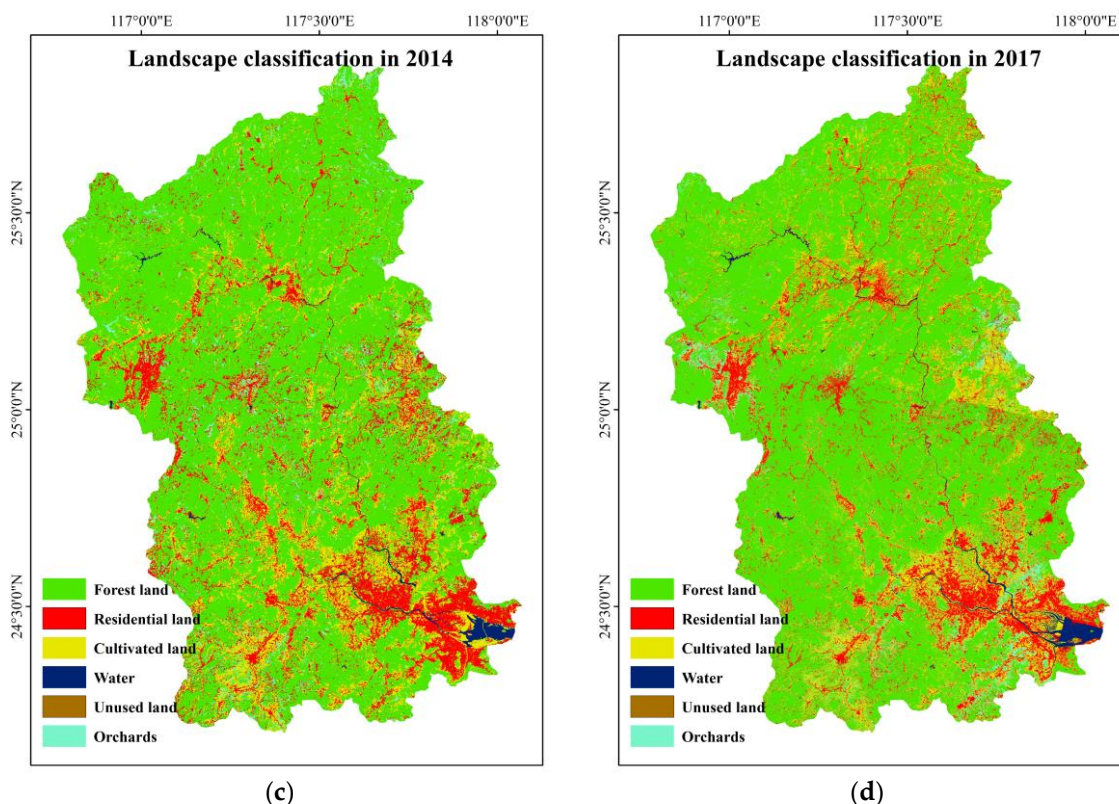 117°0'0"E 117°30'0"E 118°0'0"E
Landscape classification in 2014
25°30'0"N
25°0'0"N
24°30'0"N
Forest land
Residential land
Cultivated land
Water
Unused land
Orchards
(c)
117°0'0"E 117°30'0"E 118°0'0"E
Landscape classification in 2017
25°30'0"N
25°0'0"N
24°30'0"N
Forest land
Residential land
Cultivated land
Water
Unused land
Orchards
(d)